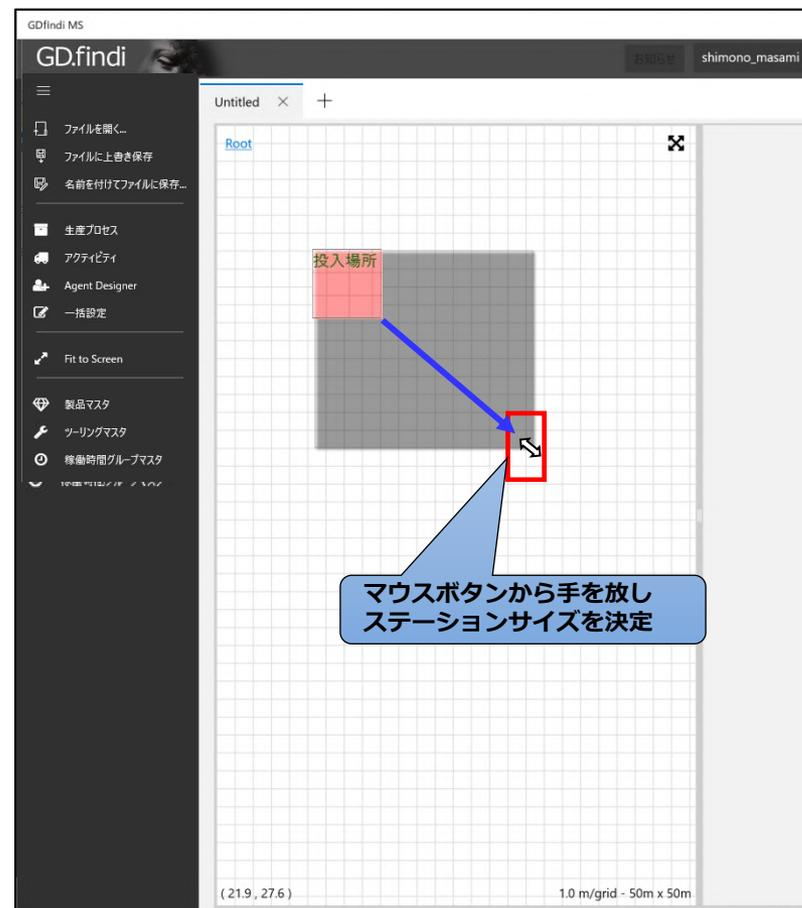 GDfindi MS
GD.findi
お知らせ
shimono_masami
Untitled
Root
ファイルを開く...
ファイルに上書き保存
名前を付けてファイルに保存...
生産プロセス
アクティビティ
Agent Designer
一括設定
Fit to Screen
製品マスタ
ツーリングマスタ
稼働時間グループマスタ
投入場所
マウスボタンから手を放し
ステーションサイズを決定
( 21.9 , 27.6 )
1.0 m/grid - 50m x 50m